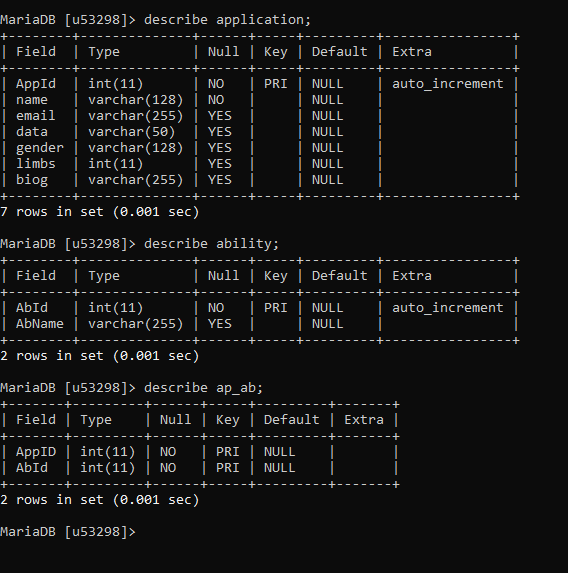 MariaDB [u53298]> describe application;
+--------+--------------+------+-----+---------+----------------+
| Field  | Type         | Null | Key | Default | Extra          |
+--------+--------------+------+-----+---------+----------------+
| AppId  | int(11)      | NO   | PRI | NULL    | auto_increment |
| name   | varchar(128) | NO   |     | NULL    |                |
| email  | varchar(255) | YES  |     | NULL    |                |
| data   | varchar(50)  | YES  |     | NULL    |                |
| gender | varchar(128) | YES  |     | NULL    |                |
| limbs  | int(11)      | YES  |     | NULL    |                |
| biog   | varchar(255) | YES  |     | NULL    |                |
+--------+--------------+------+-----+---------+----------------+
7 rows in set (0.001 sec)

MariaDB [u53298]> describe ability;
+--------+--------------+------+-----+---------+----------------+
| Field  | Type         | Null | Key | Default | Extra          |
+--------+--------------+------+-----+---------+----------------+
| AbId   | int(11)      | NO   | PRI | NULL    | auto_increment |
| AbName | varchar(255) | YES  |     | NULL    |                |
+--------+--------------+------+-----+---------+----------------+
2 rows in set (0.001 sec)

MariaDB [u53298]> describe ap_ab;
+-------+---------+------+-----+---------+-------+
| Field | Type    | Null | Key | Default | Extra |
+-------+---------+------+-----+---------+-------+
| AppID | int(11) | NO   | PRI | NULL    |       |
| AbId  | int(11) | NO   | PRI | NULL    |       |
+-------+---------+------+-----+---------+-------+
2 rows in set (0.001 sec)

MariaDB [u53298]>